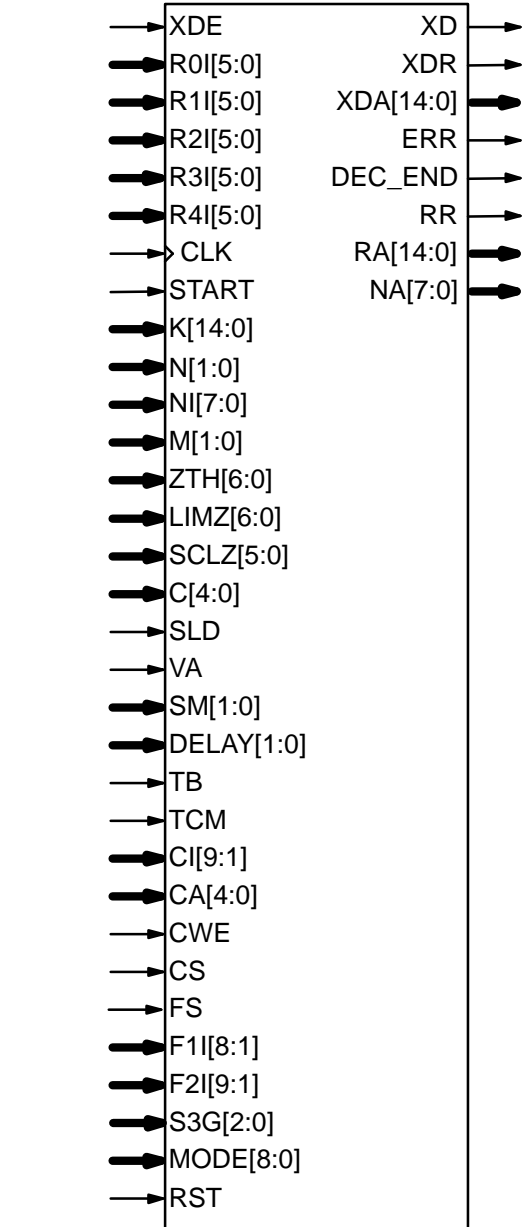 XDE XD
R0I[5:0] XDR
R1I[5:0] XDA[14:0]
R2I[5:0] ERR
R3I[5:0] DEC_END
R4I[5:0] RR
CLK RA[14:0]
START NA[7:0]
K[14:0]
N[1:0]
NI[7:0]
M[1:0]
ZTH[6:0]
LIMZ[6:0]
SCLZ[5:0]
C[4:0]
SLD
VA
SM[1:0]
DELAY[1:0]
TB
TCM
CI[9:1]
CA[4:0]
CWE
CS
FS
F1I[8:1]
F2I[9:1]
S3G[2:0]
MODE[8:0]
RST